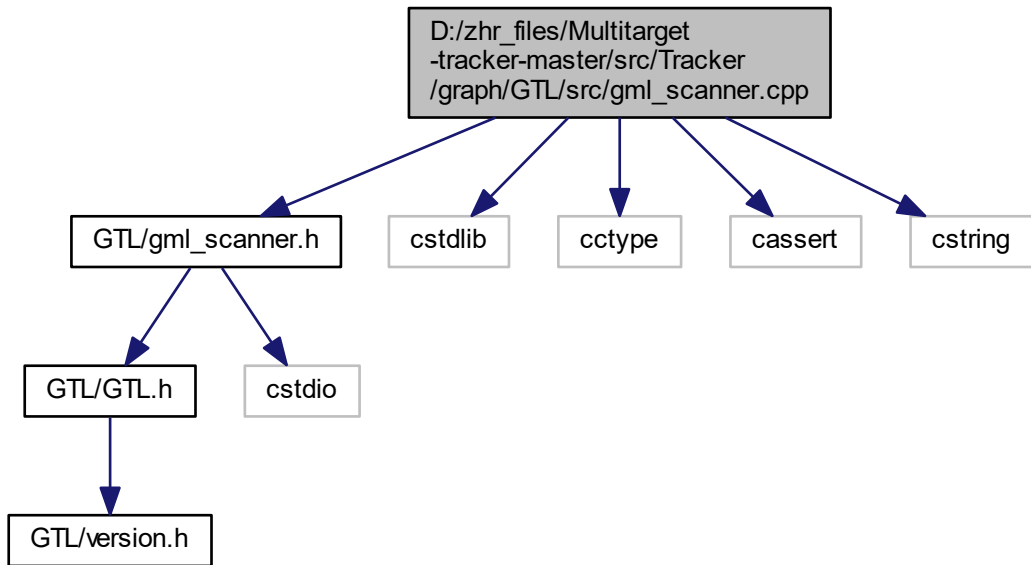 D:/zhr_files/Multitarget
-tracker-master/src/Tracker
/graph/GTL/src/gml_scanner.cpp
GTL/gml_scanner.h
cstdlib
cctype
cassert
cstring
GTL/GTL.h
cstdio
GTL/version.h